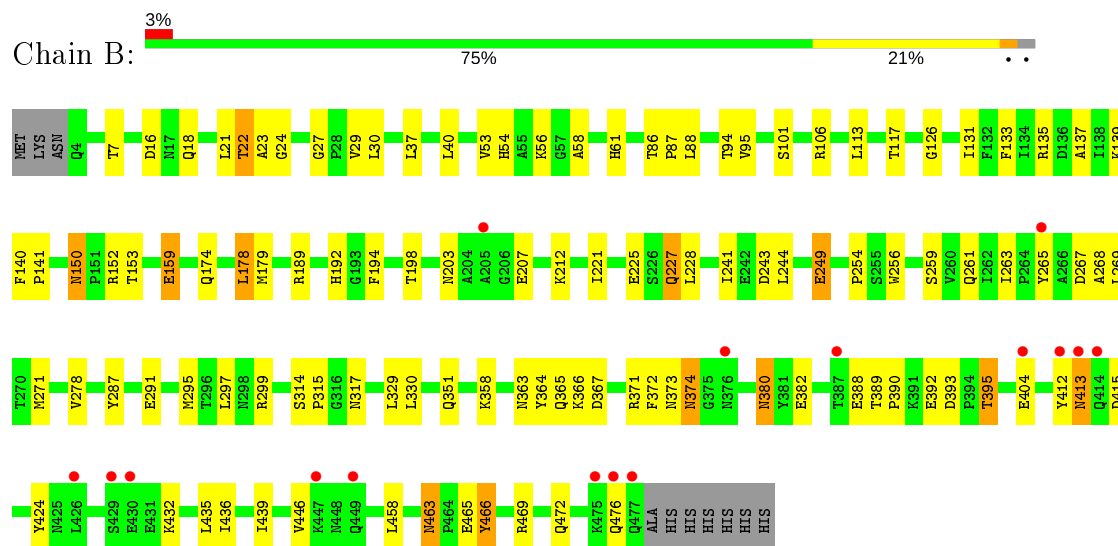 3%
Chain B:
75% 21% • •
MET LYS ASN Q4 T7 D16 N17 Q18 L21 T22 A23 G24 G27 P28 V29 L30 L37 L40 V53 H54 A55 K56 G57 A58 H61 T86 P87 L88 T94 V95 S101 R106 L113 T117 G126 I131 F132 F133 I134 R135 D136 A137 I138 K139
F140 P141 N150 P151 R152 T153 E159 Q174 L178 M179 R189 H192 G193 F194 T198 N203 A204 A205 G206 E207 K212 I221 E225 S226 Q227 L228 I241 E242 D243 L244 E249 P254 S255 W256 S259 V260 Q261 I262 I263 P264 Y265 A266 D267 A268 L269
T270 M271 V278 Y287 E291 M295 T296 L297 N298 R299 S314 P315 G316 N317 L329 L330 Q351 K358 N363 Y364 Q365 K366 D367 R371 F372 N373 N374 G375 N376 N380 Y381 E382 T387 E388 T389 P390 K391 E392 D393 P394 T395 E404 Y412 N413 Q414 D415
Y424 N425 L426 S429 E430 E431 K432 L435 I436 I439 V446 K447 N448 Q449 L458 N463 P464 E465 Y466 R469 Q472 K475 Q476 Q477 ALA HIS HIS HIS HIS HIS HIS